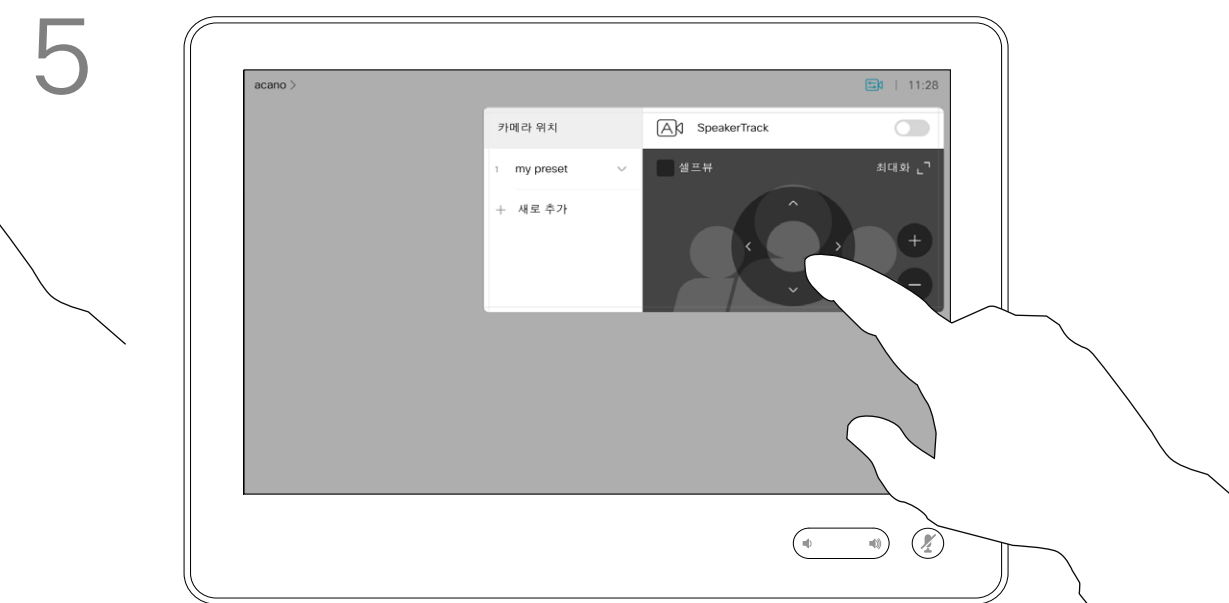 5
acano >
11:28
카메라 위치
SpeakerTrack
1 my preset
셀프뷰
최대화
+ 새로 추가